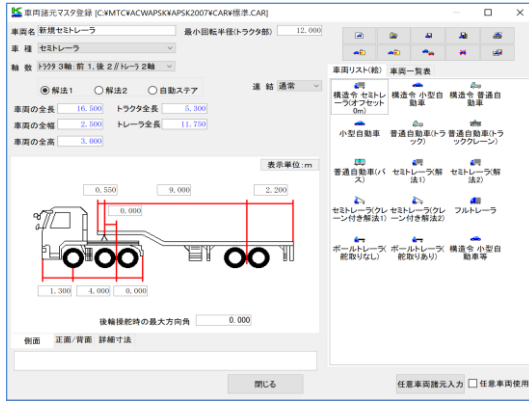 車両諸元マスタ登録 [C:¥MTC¥ACWAPSK¥APSK2007¥CAR¥標準.CAR]
車両名 新規セミトレーラ 最小回転半径(トラクタ部) 12.000
車 種 セミトレーラ
軸 数 トラクタ 3軸:前 1,後 2//トレーラ 2軸
解法1 解法2 自動ステア 連 結 通常
車両の全長 16.500 トラクタ全長 5.300
車両の全幅 2.500 トレーラ全長 11.750
車両の全高 3.000
表示単位:m
0.550 9.000 2.200
0.000
1.300 4.000 0.000
後輪操舵時の最大方向角 0.000
側面 正面/背面 詳細寸法
閉じる
車両リスト(絵) 車両一覧表
構造令 セミトレーラ(オフセット0m) 構造令 小型自動車 構造令 普通自動車
小型自動車 普通自動車(トラック) 普通自動車(トラッククレーン)
普通自動車(バス) セミトレーラ(解法1) セミトレーラ(解法2)
セミトレーラ(クレーン付き解法1) セミトレーラ(クレーン付き解法2) フルトレーラ
ポールトレーラ(舵取りなし) ポールトレーラ(舵取りあり) 構造令 小型自動車等
任意車両諸元入力 任意車両使用